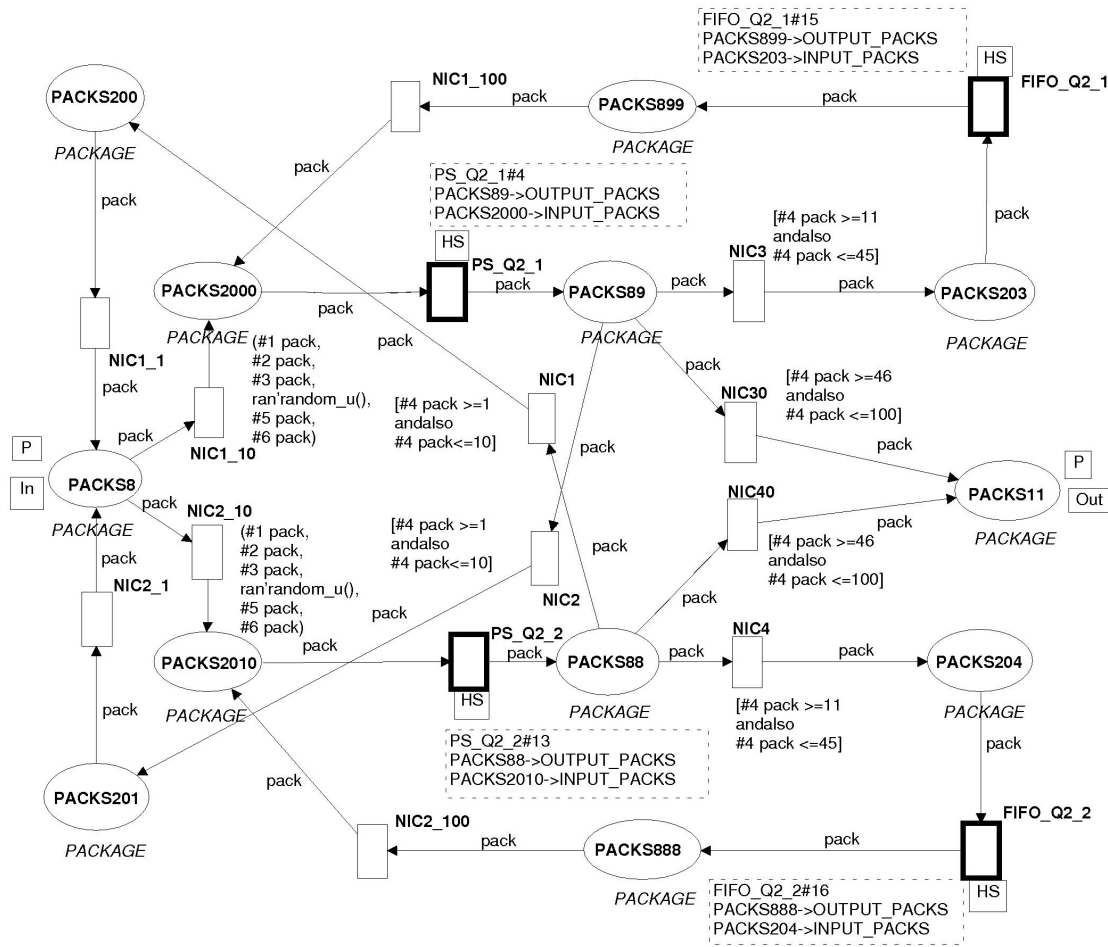 FIFO_Q2_1#15
PACKS899->OUTPUT_PACKS
PACKS203->INPUT_PACKS
HS
FIFO_Q2_1
NIC1_100
pack
PACKS899
pack
PACKAGE
PACKS200
PACKAGE
pack
pack
pack
PS_Q2_1#4
PACKS89->OUTPUT_PACKS
PACKS2000->INPUT_PACKS
HS
PS_Q2_1
[#4 pack >=11
andalso
#4 pack <=45]
NIC3
pack
PACKS2000
pack
pack
PACKS89
pack
pack
PACKS203
PACKAGE
PACKAGE
PACKAGE
NIC1_1
pack
(#1 pack,
#2 pack,
#3 pack,
ran'random_u(),
#5 pack,
#6 pack)
NIC1_10
pack
pack
NIC1
[#4 pack >=1
andalso
#4 pack<=10]
pack
pack
NIC30
[#4 pack >=46
andalso
#4 pack <=100]
pack
P
In
PACKS8
PACKAGE
pack
P
Out
PACKS11
PACKAGE
NIC2_10
(#1 pack,
#2 pack,
#3 pack,
ran'random_u(),
#5 pack,
#6 pack)
pack
NIC2_1
[#4 pack >=1
andalso
#4 pack<=10]
NIC2
NIC40
pack
[#4 pack >=46
andalso
#4 pack <=100]
pack
pack
pack
pack
PACKS2010
PACKAGE
pack
PS_Q2_2
HS
pack
PACKS88
PACKAGE
pack
NIC4
pack
PACKS204
PACKAGE
[#4 pack >=11
andalso
#4 pack <=45]
pack
pack
PS_Q2_2#13
PACKS88->OUTPUT_PACKS
PACKS2010->INPUT_PACKS
pack
PACKS201
PACKAGE
NIC2_100
pack
PACKS888
PACKAGE
pack
FIFO_Q2_2
HS
FIFO_Q2_2#16
PACKS888->OUTPUT_PACKS
PACKS204->INPUT_PACKS